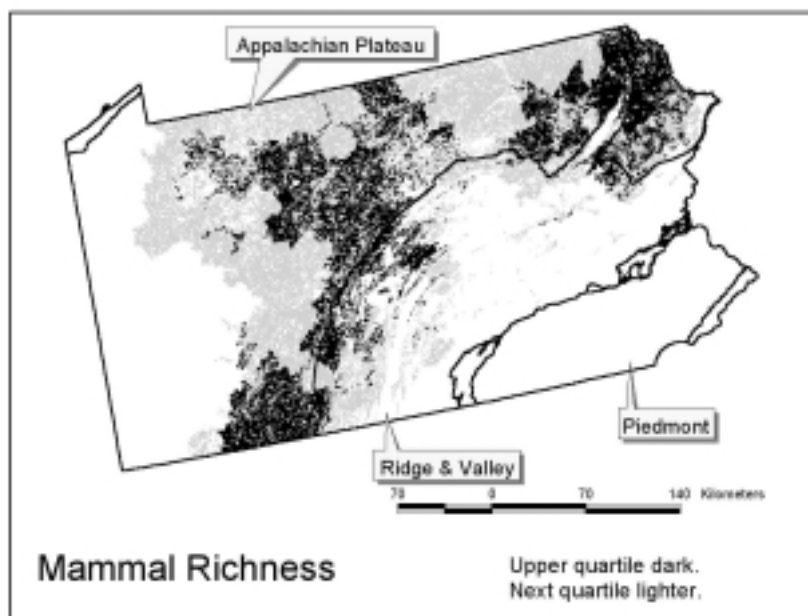 Appalachian Plateau
Piedmont
Ridge & Valley
70 0 70 140 Kilometers
Mammal Richness
Upper quartile dark.
Next quartile lighter.